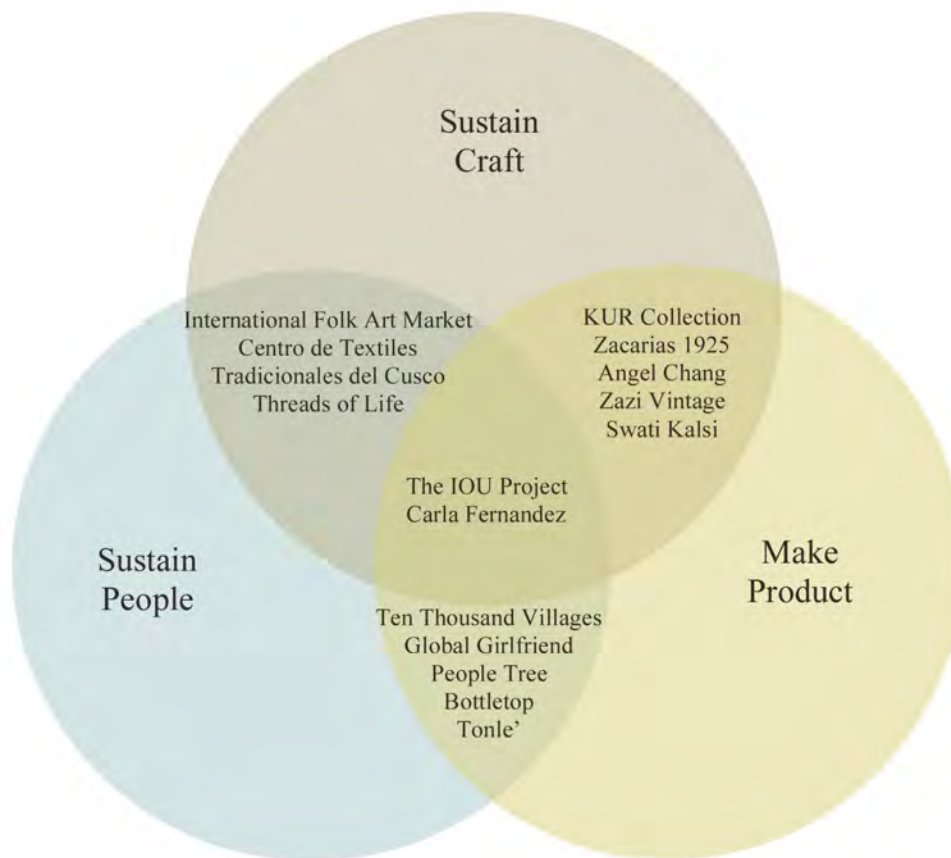 Sustain
Craft
International Folk Art Market
Centro de Textiles
Tradicionales del Cusco
Threads of Life
KUR Collection
Zacarias 1925
Angel Chang
Zazi Vintage
Swati Kalsi
The IOU Project
Carla Fernandez
Sustain
People
Make
Product
Ten Thousand Villages
Global Girlfriend
People Tree
Bottletop
Tonle’